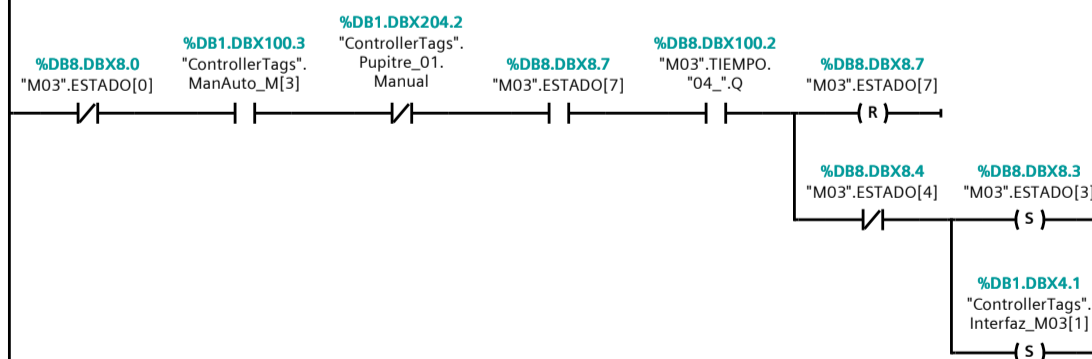 %DB8.DBX8.0
"M03".ESTADO[0]
%DB1.DBX100.3
"ControllerTags".
ManAuto_M[3]
%DB1.DBX204.2
"ControllerTags".
Pupitre_01.
Manual
%DB8.DBX8.7
"M03".ESTADO[7]
%DB8.DBX100.2
"M03".TIEMPO.
"04_".Q
%DB8.DBX8.7
"M03".ESTADO[7]
R
%DB8.DBX8.4
"M03".ESTADO[4]
%DB8.DBX8.3
"M03".ESTADO[3]
S
%DB1.DBX4.1
"ControllerTags".
Interfaz_M03[1]
S